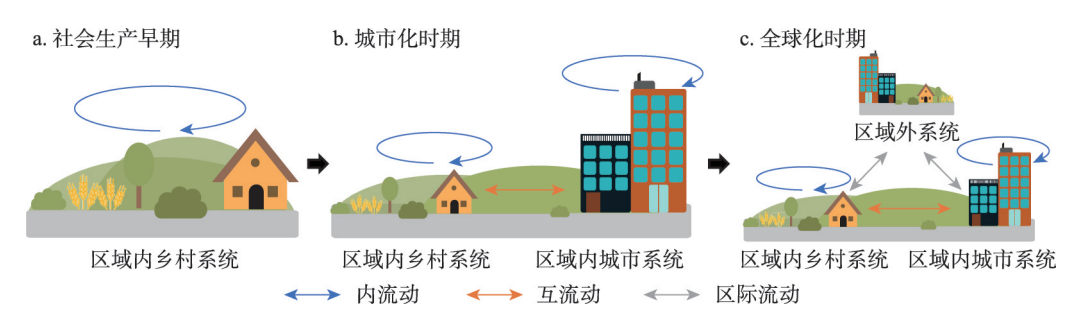 a. 社会生产早期
b. 城市化时期
c. 全球化时期
区域外系统
区域内乡村系统
区域内乡村系统
区域内城市系统
区域内乡村系统
区域内城市系统
内流动
互流动
区际流动